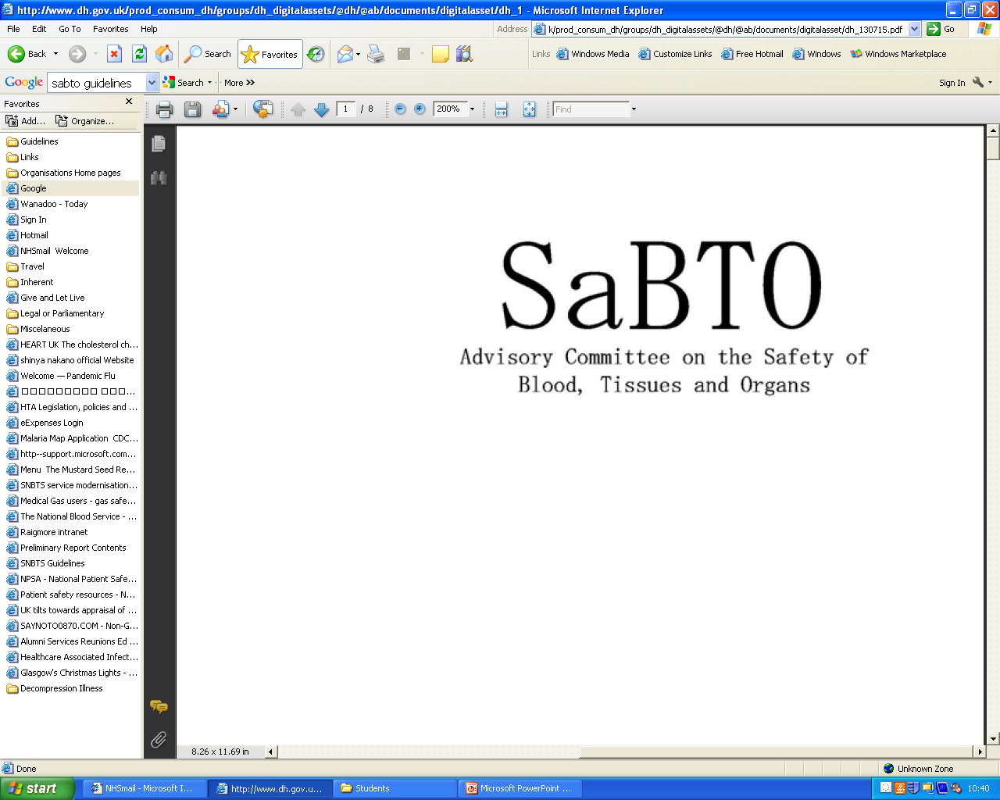 http://www.dh.gov.uk/prod_consum_dh/groups/dh_digitalassets/@dh/@ab/documents/digitalasset/dh_1 - Microsoft Internet Explorer
File Edit Go To Favorites Help
Address k/prod_consum_dh/groups/dh_digitalassets/@dh/@ab/documents/digitalasset/dh_130715.pdf Go
Back Search Favorites
Links Windows Media Customize Links Free Hotmail Windows Windows Marketplace
Google sabto guidelines Search More » Sign In
Favorites
Add... Organize...
1 / 8 200% Find
Guidelines
Links
Organisations Home pages
Google
Wanadoo - Today
Sign In
Hotmail
NHSmail Welcome
Travel
Inherent
Give and Let Live
Legal or Parliamentary
Miscelaneous
HEART UK The cholesterol ch...
shinya nakano official Website
Welcome — Pandemic Flu
HTA Legislation, policies and ...
eExpenses Login
Malaria Map Application CDC...
http--support.microsoft.com...
Menu The Mustard Seed Re...
SNBTS service modernisation...
Medical Gas users - gas safe...
The National Blood Service - ...
Raigmore intranet
Preliminary Report Contents
SNBTS Guidelines
NPSA - National Patient Safe...
Patient safety resources - N...
UK tilts towards appraisal of ...
SAYNOTO0870.COM - Non-G...
Alumni Services Reunions Ed ...
Healthcare Associated Infect...
Glasgow's Christmas Lights - ...
Decompression Illness
SaBTO
Advisory Committee on the Safety of
Blood, Tissues and Organs
8.26 x 11.69 in
Done Unknown Zone
start NHSmail - Microsoft I... http://www.dh.gov.u... Students Microsoft PowerPoint ... 10:40